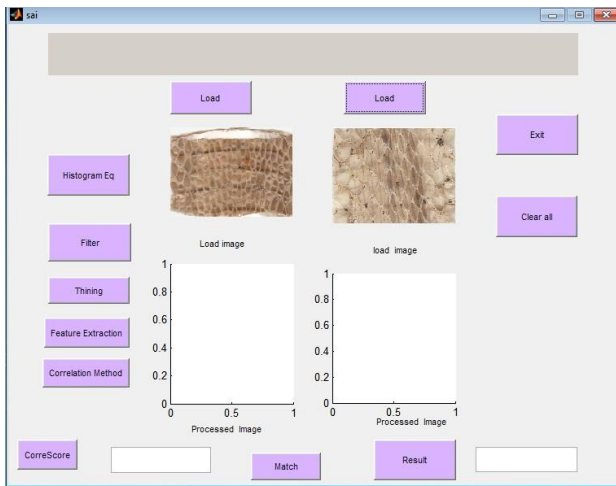 sai
Load
Load
Exit
Histogram Eq
Clear all
Filter
Load image
load image
Thining
Feature Extraction
Correlation Method
1
0.8
0.6
0.4
0.2
0
0
0.5
1
Processed Image
1
0.8
0.6
0.4
0.2
0
0
0.5
1
Processed Image
CorreScore
Match
Result